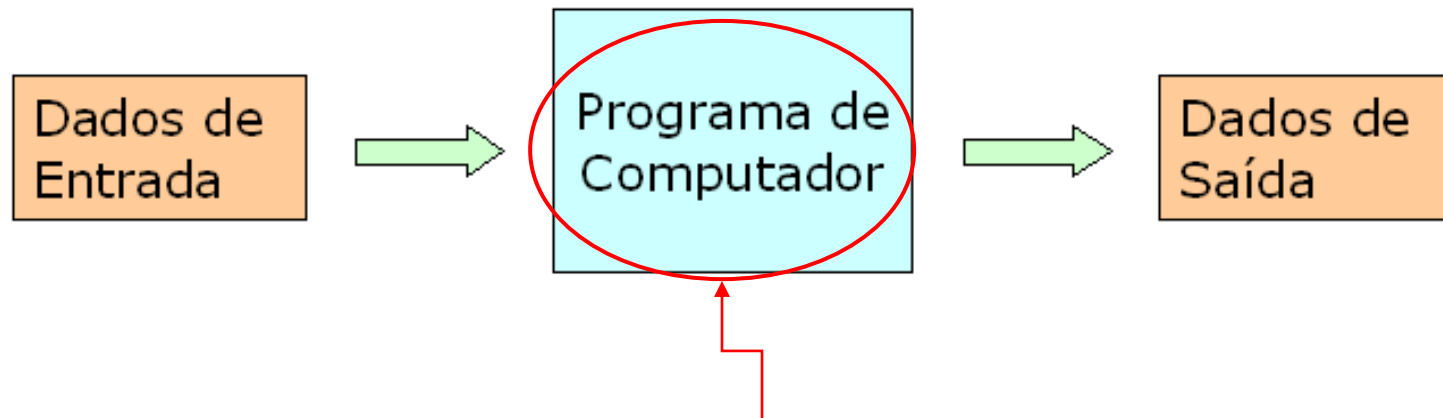 Dados de
Entrada
Programa de
Computador
Dados de
Saída